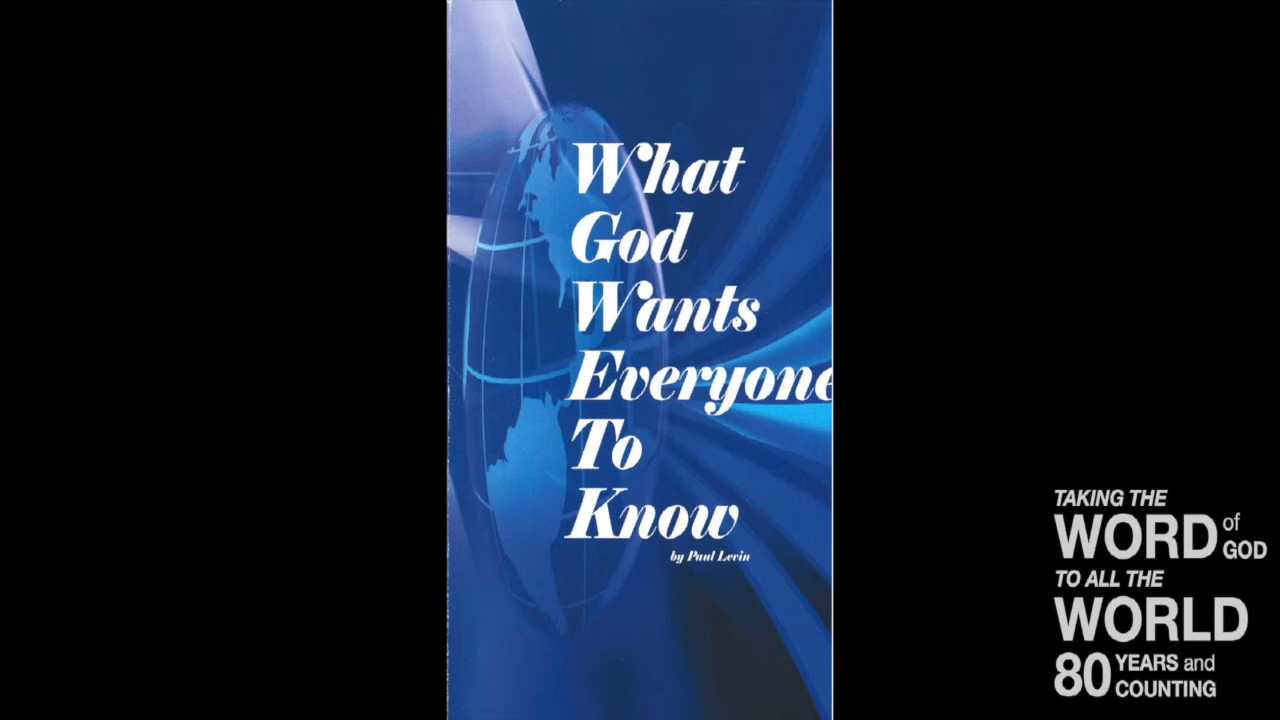 What
God
Wants
Everyone
To
Know
by Paul Levin
TAKING THE
WORD of GOD
TO ALL THE
WORLD
80 YEARS and
COUNTING